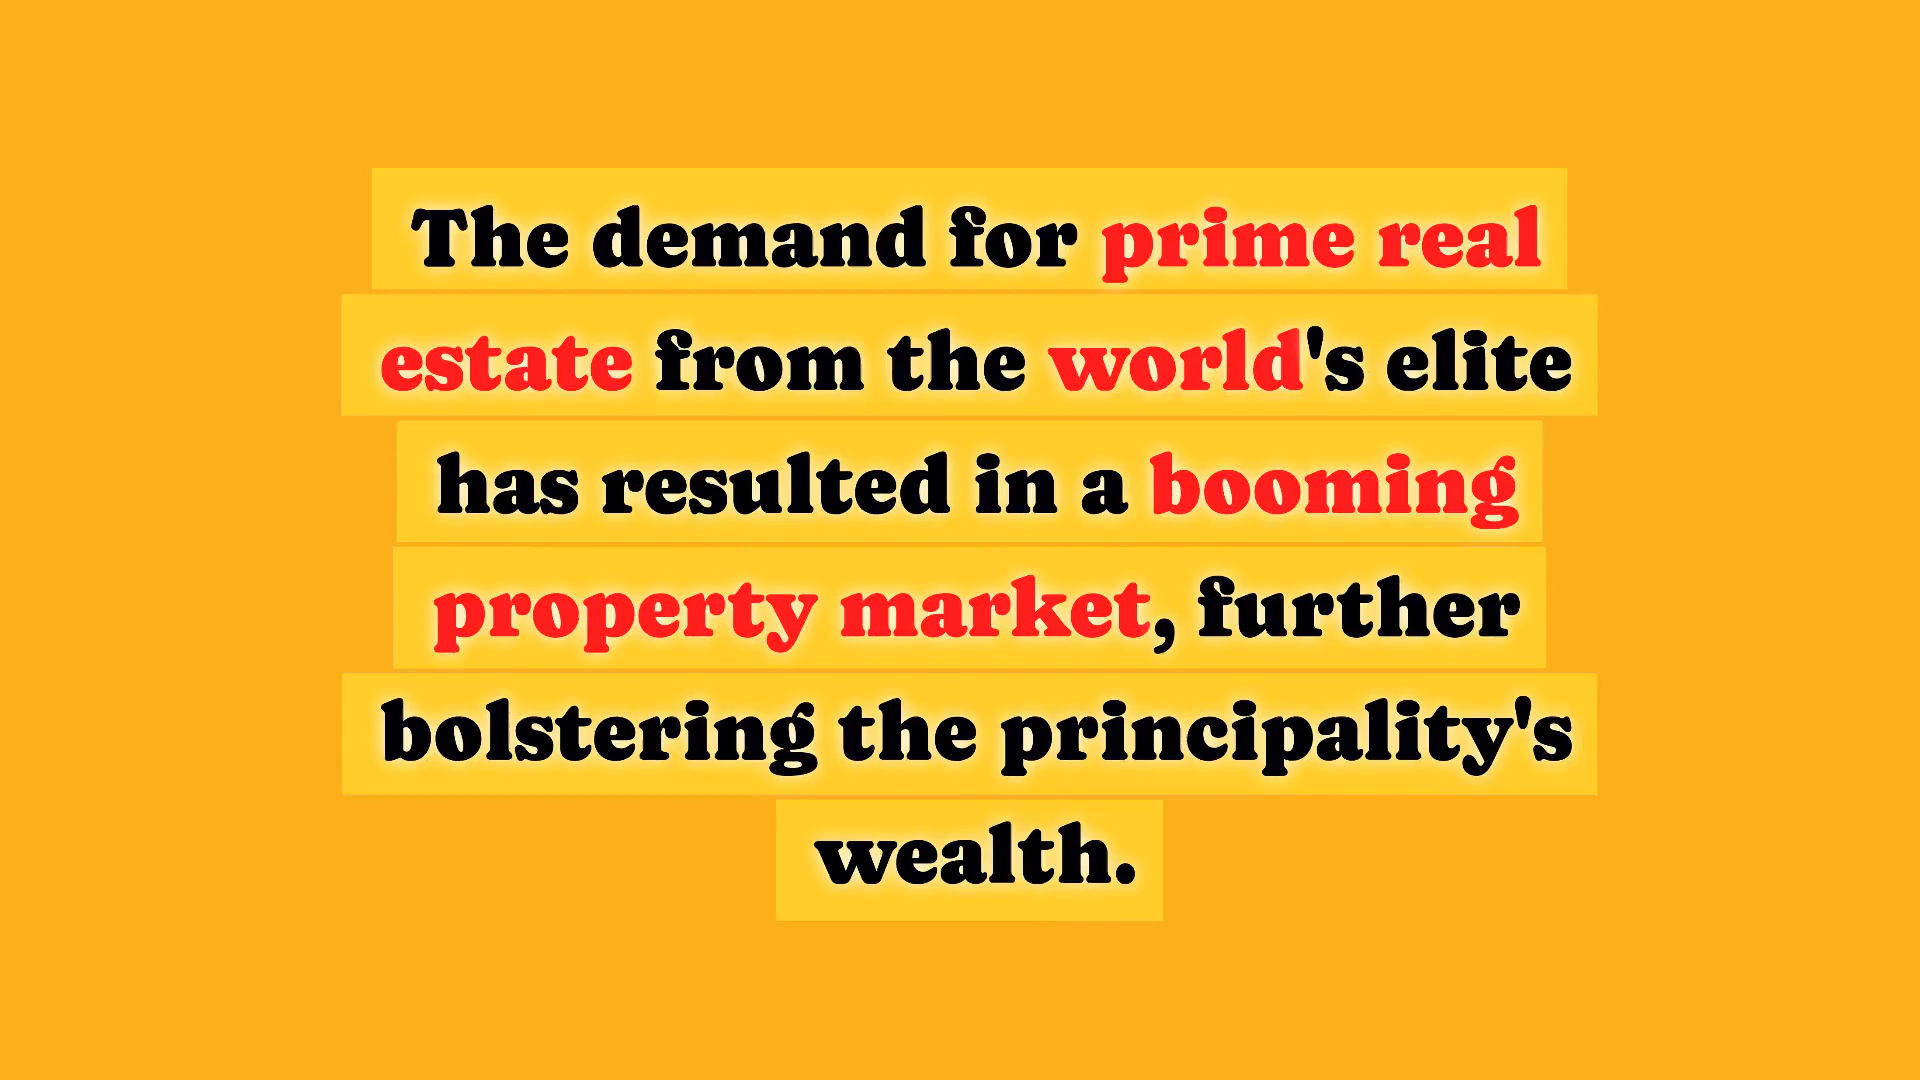 The demand for prime real
estate from the world's elite
has resulted in a booming
property market, further
bolstering the principality's
wealth.